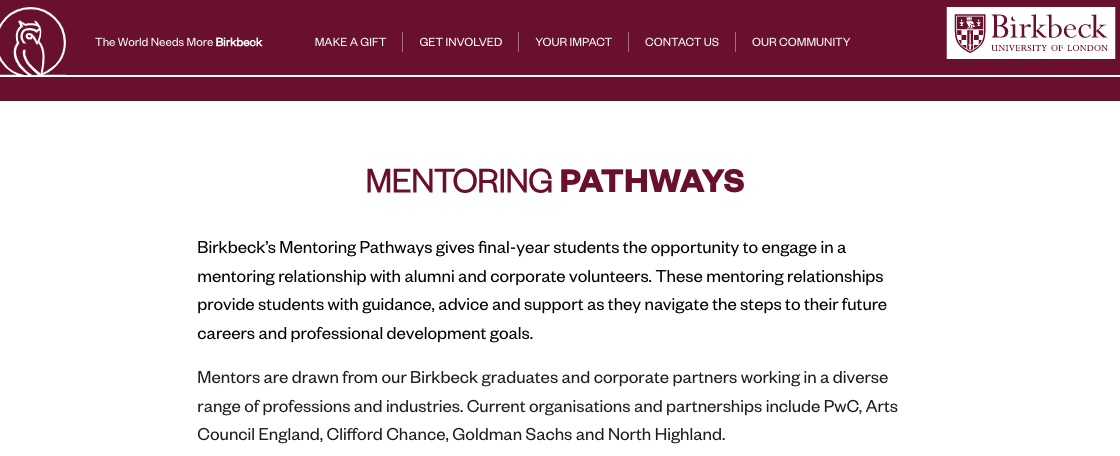 The World Needs More Birkbeck
MAKE A GIFT
GET INVOLVED
YOUR IMPACT
CONTACT US
OUR COMMUNITY
Birkbeck
UNIVERSITY OF LONDON
MENTORING PATHWAYS
Birkbeck’s Mentoring Pathways gives final-year students the opportunity to engage in a
mentoring relationship with alumni and corporate volunteers. These mentoring relationships
provide students with guidance, advice and support as they navigate the steps to their future
careers and professional development goals.
Mentors are drawn from our Birkbeck graduates and corporate partners working in a diverse
range of professions and industries. Current organisations and partnerships include PwC, Arts
Council England, Clifford Chance, Goldman Sachs and North Highland.